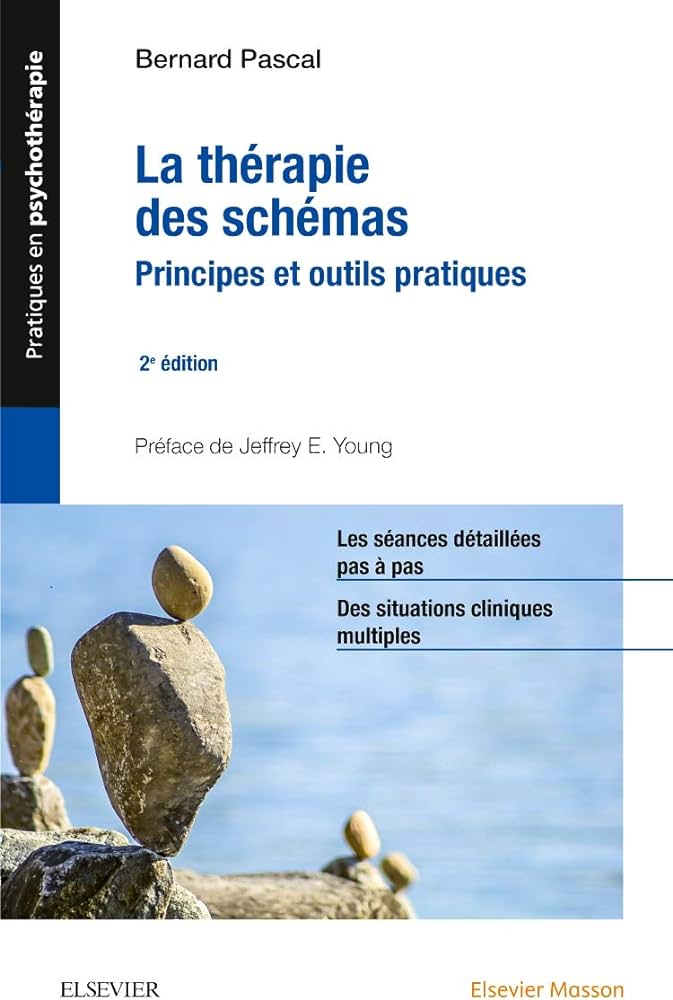 Pratiques en psychothérapie
Bernard Pascal
La thérapie
des schémas
Principes et outils pratiques
2e édition
Préface de Jeffrey E. Young
Les séances détaillées
pas à pas
Des situations cliniques
multiples
ELSEVIER
Elsevier Masson